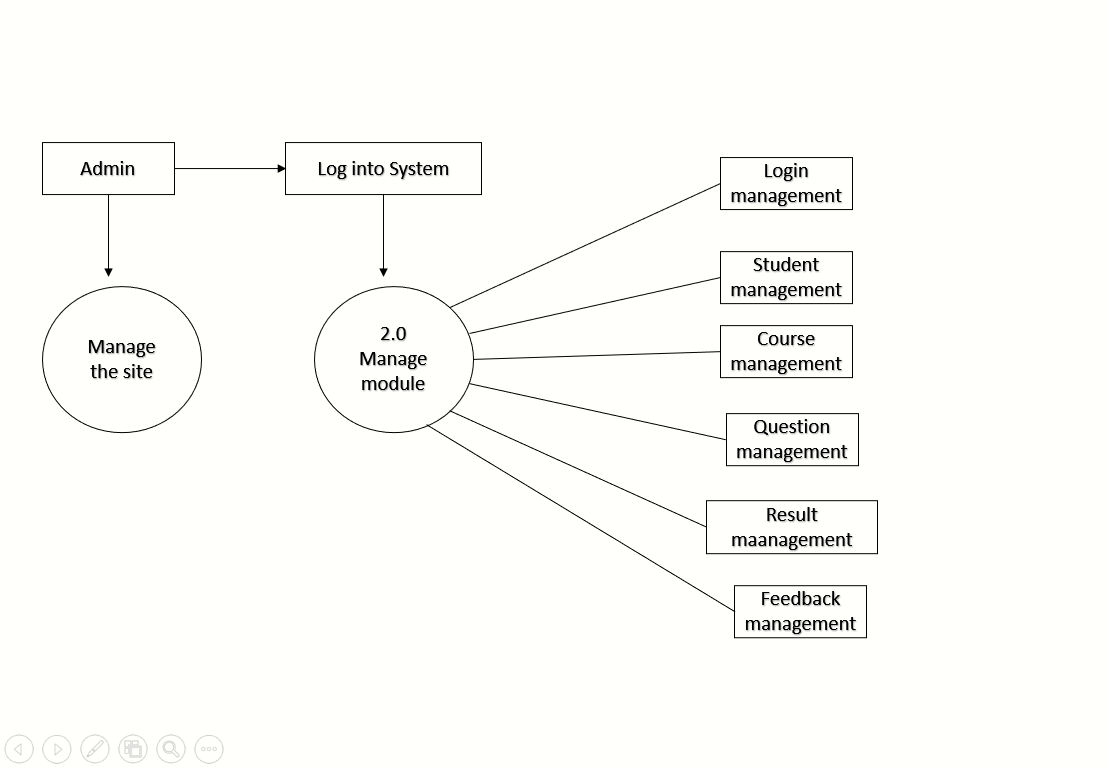 Admin
Log into System
Manage
the site
2.0
Manage
module
Login
management
Student
management
Course
management
Question
management
Result
maanagement
Feedback
management